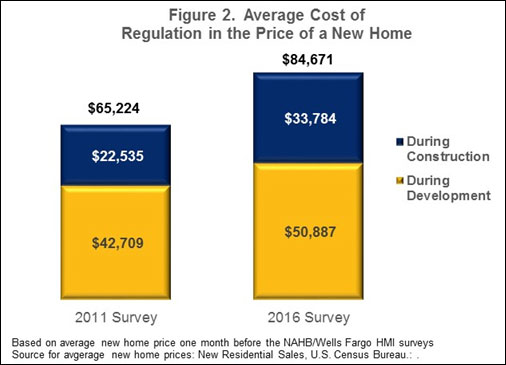 Figure 2. Average Cost of
Regulation in the Price of a New Home
$84,671
$65,224
$33,784
$22,535
During
Construction
During
Development
$50,887
$42,709
2011 Survey
2016 Survey
Based on average new home price one month before the NAHB/Wells Fargo HMI surveys
Source for avgerage new home prices: New Residential Sales, U.S. Census Bureau.: .